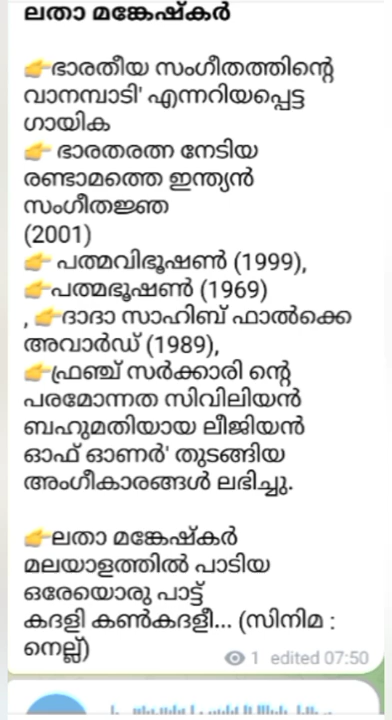 ലതാ മങ്കേഷ്കർ
👉ഭാരതീയ സംഗീതത്തിന്റെ
വാനമ്പാടി' എന്നറിയപ്പെട്ട
ഗായിക
👉 ഭാരതരത്ന നേടിയ
രണ്ടാമത്തെ ഇന്ത്യൻ
സംഗീതജ്ഞ
(2001)
👉 പത്മവിഭൂഷൺ (1999),
👉പത്മഭൂഷൺ (1969)
, 👉ദാദാ സാഹിബ് ഫാൽക്കെ
അവാർഡ് (1989),
👉ഫ്രഞ്ച് സർക്കാരി ന്റെ
പരമോന്നത സിവിലിയൻ
ബഹുമതിയായ ലീജിയൻ
ഓഫ് ഓണർ' തുടങ്ങിയ
അംഗീകാരങ്ങൾ ലഭിച്ചു.
👉ലതാ മങ്കേഷ്കർ
മലയാളത്തിൽ പാടിയ
ഒരേയൊരു പാട്ട്
കദളി കൺകദളീ... (സിനിമ :
നെല്ല്)
1 edited 07:50